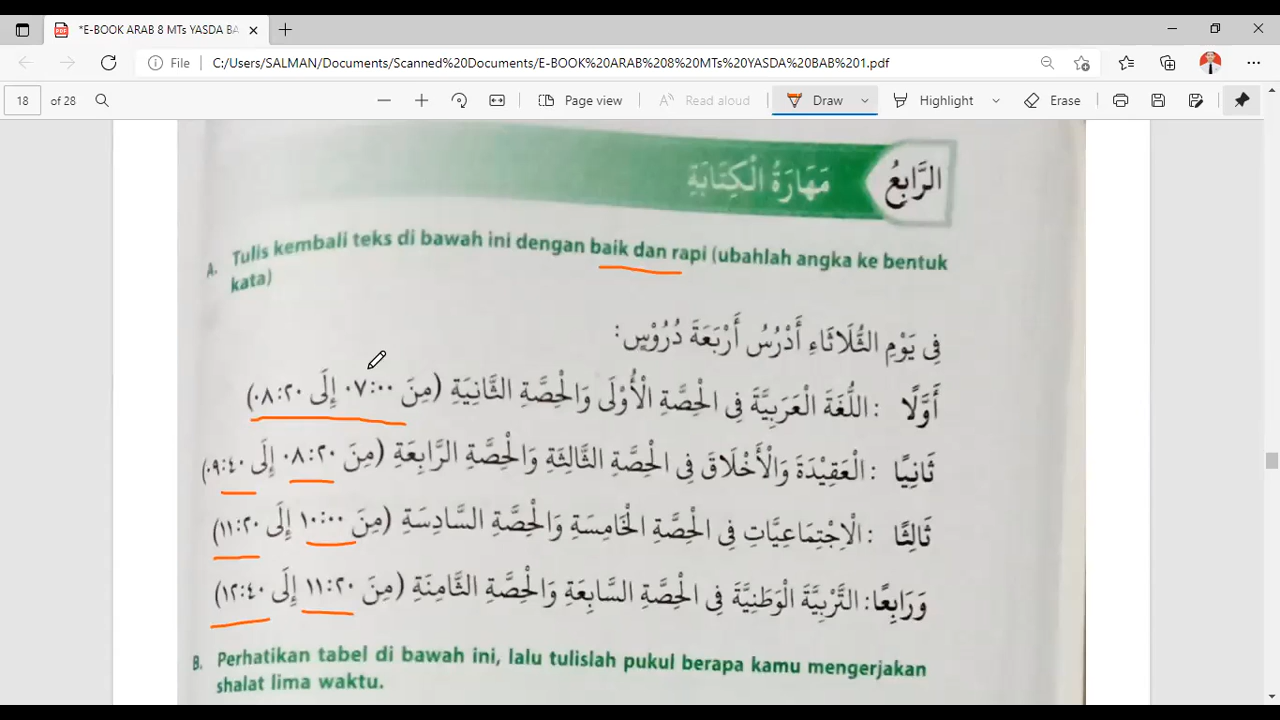 *E-BOOK ARAB 8 MTs YASDA BA
File C:/Users/SALMAN/Documents/Scanned%20Documents/E-BOOK%20ARAB%208%20MTs%20YASDA%20BAB%201.pdf
18 of 28 Page view Read aloud Draw Highlight Erase
الرَّابِعُ مَهَارَةُ الْكِتَابَةِ
A. Tulis kembali teks di bawah ini dengan baik dan rapi (ubahlah angka ke bentuk
kata)
فِى يَوْمِ الثُّلَاثَاءِ أَدْرُسُ أَرْبَعَةَ دُرُوْسٍ:
أَوَّلًا : اللُّغَةَ الْعَرَبِيَّةَ فِى الْحِصَّةِ الْأُوْلَى وَالْحِصَّةِ الثَّانِيَةِ (مِنَ ٠٧:٠٠ إِلَى ٠٨:٢٠)
ثَانِيًا : الْعَقِيْدَةَ وَالْأَخْلَاقَ فِى الْحِصَّةِ الثَّالِثَةِ وَالْحِصَّةِ الرَّابِعَةِ (مِنَ ٠٨:٢٠ إِلَى ٠٩:٤٠)
ثَالِثًا : الْاِجْتِمَاعِيَّاتِ فِى الْحِصَّةِ الْخَامِسَةِ وَالْحِصَّةِ السَّادِسَةِ (مِنَ ١٠:٠٠ إِلَى ١١:٢٠)
وَرَابِعًا: التَّرْبِيَّةَ الْوَطَنِيَّةَ فِى الْحِصَّةِ السَّابِعَةِ وَالْحِصَّةِ الثَّامِنَةِ (مِنَ ١١:٢٠ إِلَى ١٢:٤٠)
B. Perhatikan tabel di bawah ini, lalu tulislah pukul berapa kamu mengerjakan
shalat lima waktu.